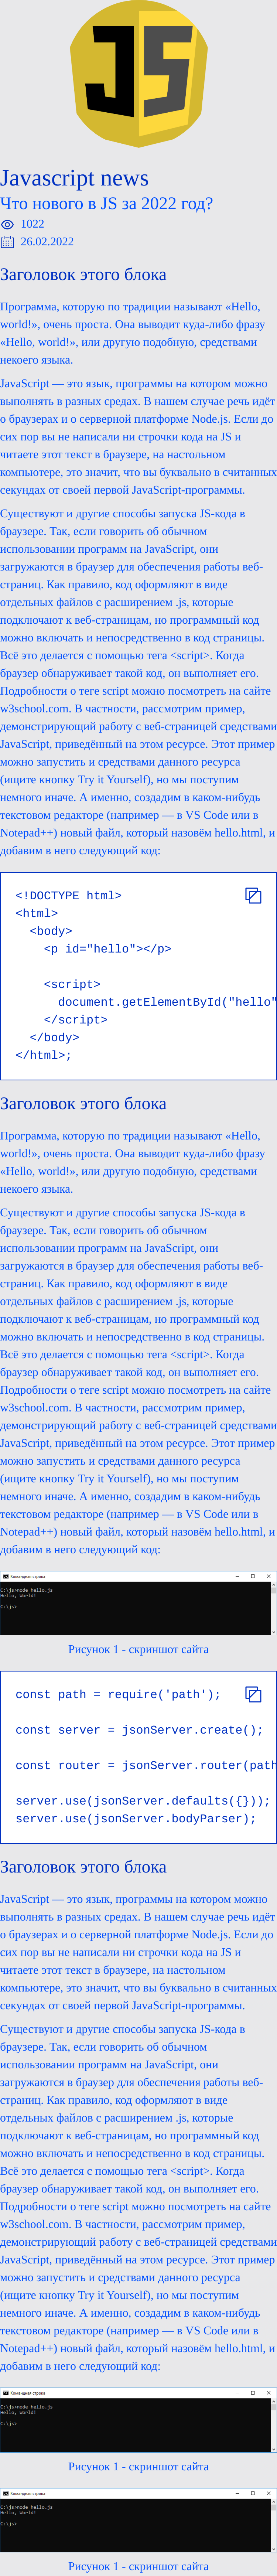 JS
Javascript news
Что нового в JS за 2022 год?
1022
26.02.2022
Заголовок этого блока
Программа, которую по традиции называют «Hello,
world!», очень проста. Она выводит куда-либо фразу
«Hello, world!», или другую подобную, средствами
некоего языка.
JavaScript — это язык, программы на котором можно
выполнять в разных средах. В нашем случае речь идёт
о браузерах и о серверной платформе Node.js. Если до
сих пор вы не написали ни строчки кода на JS и
читаете этот текст в браузере, на настольном
компьютере, это значит, что вы буквально в считанных
секундах от своей первой JavaScript-программы.
Существуют и другие способы запуска JS-кода в
браузере. Так, если говорить об обычном
использовании программ на JavaScript, они
загружаются в браузер для обеспечения работы веб-
страниц. Как правило, код оформляют в виде
отдельных файлов с расширением .js, которые
подключают к веб-страницам, но программный код
можно включать и непосредственно в код страницы.
Всё это делается с помощью тега <script>. Когда
браузер обнаруживает такой код, он выполняет его.
Подробности о теге script можно посмотреть на сайте
w3school.com. В частности, рассмотрим пример,
демонстрирующий работу с веб-страницей средствами
JavaScript, приведённый на этом ресурсе. Этот пример
можно запустить и средствами данного ресурса
(ищите кнопку Try it Yourself), но мы поступим
немного иначе. А именно, создадим в каком-нибудь
текстовом редакторе (например — в VS Code или в
Notepad++) новый файл, который назовём hello.html, и
добавим в него следующий код:
<!DOCTYPE html>
<html>
  <body>
    <p id="hello"></p>

    <script>
      document.getElementById("hello"
    </script>
  </body>
</html>;
Заголовок этого блока
Программа, которую по традиции называют «Hello,
world!», очень проста. Она выводит куда-либо фразу
«Hello, world!», или другую подобную, средствами
некоего языка.
Существуют и другие способы запуска JS-кода в
браузере. Так, если говорить об обычном
использовании программ на JavaScript, они
загружаются в браузер для обеспечения работы веб-
страниц. Как правило, код оформляют в виде
отдельных файлов с расширением .js, которые
подключают к веб-страницам, но программный код
можно включать и непосредственно в код страницы.
Всё это делается с помощью тега <script>. Когда
браузер обнаруживает такой код, он выполняет его.
Подробности о теге script можно посмотреть на сайте
w3school.com. В частности, рассмотрим пример,
демонстрирующий работу с веб-страницей средствами
JavaScript, приведённый на этом ресурсе. Этот пример
можно запустить и средствами данного ресурса
(ищите кнопку Try it Yourself), но мы поступим
немного иначе. А именно, создадим в каком-нибудь
текстовом редакторе (например — в VS Code или в
Notepad++) новый файл, который назовём hello.html, и
добавим в него следующий код:
Командная строка
C:\js>node hello.js
Hello, World!
C:\js>
Рисунок 1 - скриншот сайта
const path = require('path');

const server = jsonServer.create();

const router = jsonServer.router(path

server.use(jsonServer.defaults({}));
server.use(jsonServer.bodyParser);
Заголовок этого блока
JavaScript — это язык, программы на котором можно
выполнять в разных средах. В нашем случае речь идёт
о браузерах и о серверной платформе Node.js. Если до
сих пор вы не написали ни строчки кода на JS и
читаете этот текст в браузере, на настольном
компьютере, это значит, что вы буквально в считанных
секундах от своей первой JavaScript-программы.
Существуют и другие способы запуска JS-кода в
браузере. Так, если говорить об обычном
использовании программ на JavaScript, они
загружаются в браузер для обеспечения работы веб-
страниц. Как правило, код оформляют в виде
отдельных файлов с расширением .js, которые
подключают к веб-страницам, но программный код
можно включать и непосредственно в код страницы.
Всё это делается с помощью тега <script>. Когда
браузер обнаруживает такой код, он выполняет его.
Подробности о теге script можно посмотреть на сайте
w3school.com. В частности, рассмотрим пример,
демонстрирующий работу с веб-страницей средствами
JavaScript, приведённый на этом ресурсе. Этот пример
можно запустить и средствами данного ресурса
(ищите кнопку Try it Yourself), но мы поступим
немного иначе. А именно, создадим в каком-нибудь
текстовом редакторе (например — в VS Code или в
Notepad++) новый файл, который назовём hello.html, и
добавим в него следующий код:
Командная строка
C:\js>node hello.js
Hello, World!
C:\js>
Рисунок 1 - скриншот сайта
Командная строка
C:\js>node hello.js
Hello, World!
C:\js>
Рисунок 1 - скриншот сайта